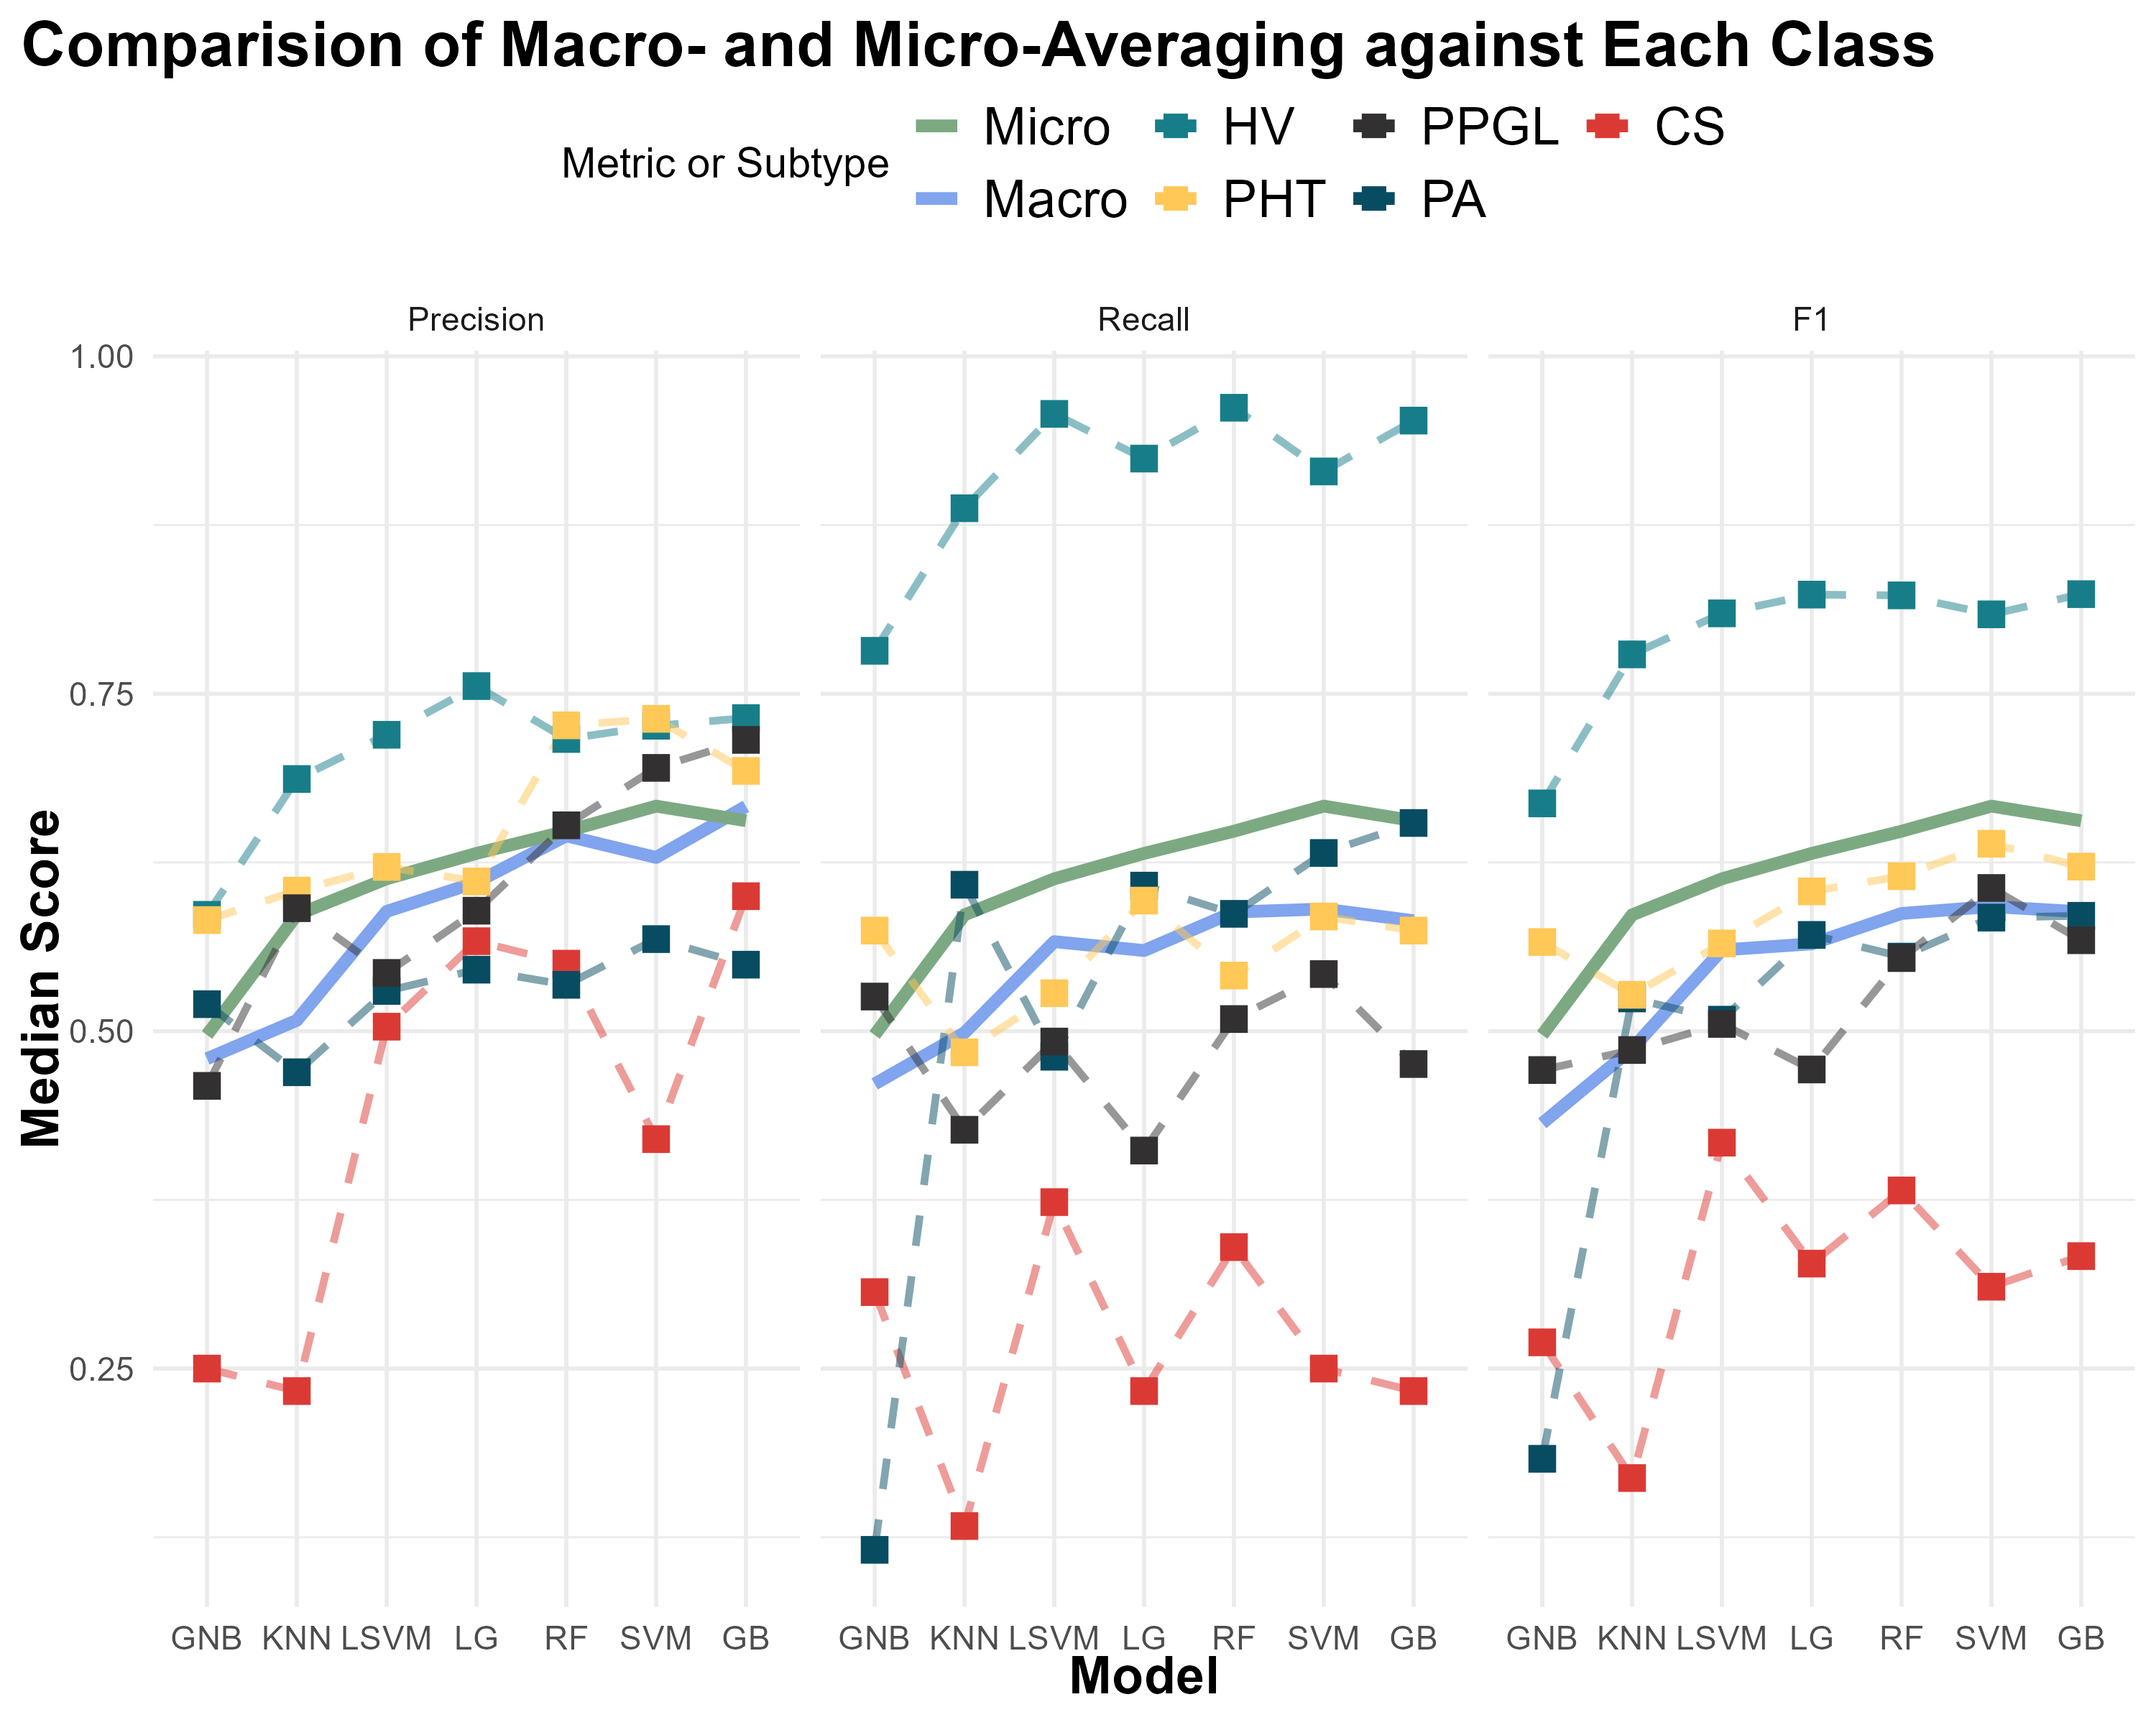 Comparision of Macro- and Micro-Averaging against Each Class
Metric or Subtype
Micro HV PPGL CS
Macro PHT PA
Precision Recall F1
1.00
0.75
0.50
0.25
Median Score
GNB KNN LSVM LG RF SVM GB GNB KNN LSVM LG RF SVM GB GNB KNN LSVM LG RF SVM GB
Model